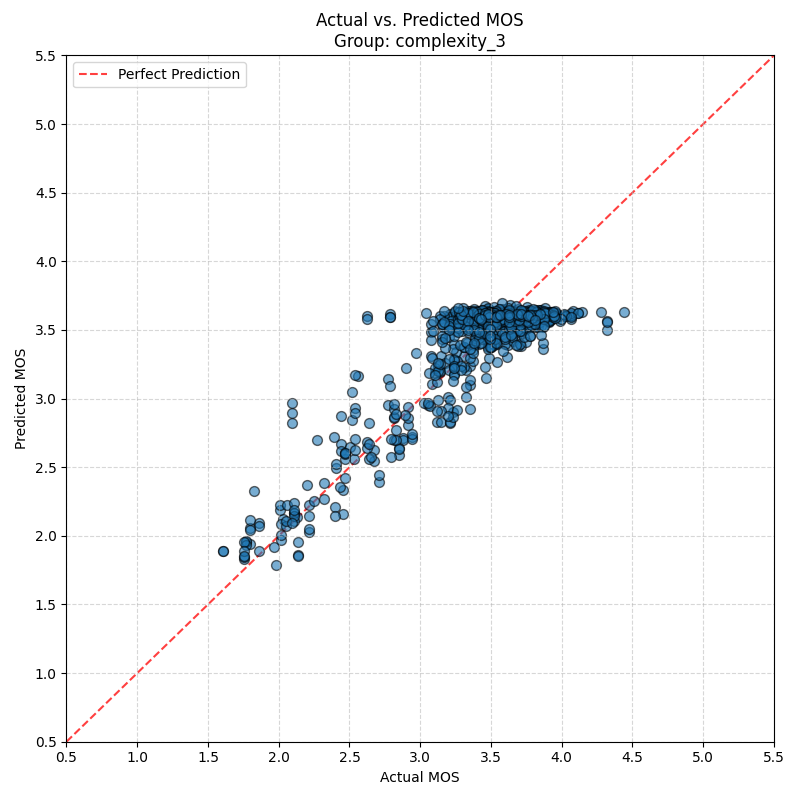 Actual vs. Predicted MOS
Group: complexity_3
Perfect Prediction
Predicted MOS
5.5
5.0
4.5
4.0
3.5
3.0
2.5
2.0
1.5
1.0
0.5
0.5 1.0 1.5 2.0 2.5 3.0 3.5 4.0 4.5 5.0 5.5
Actual MOS